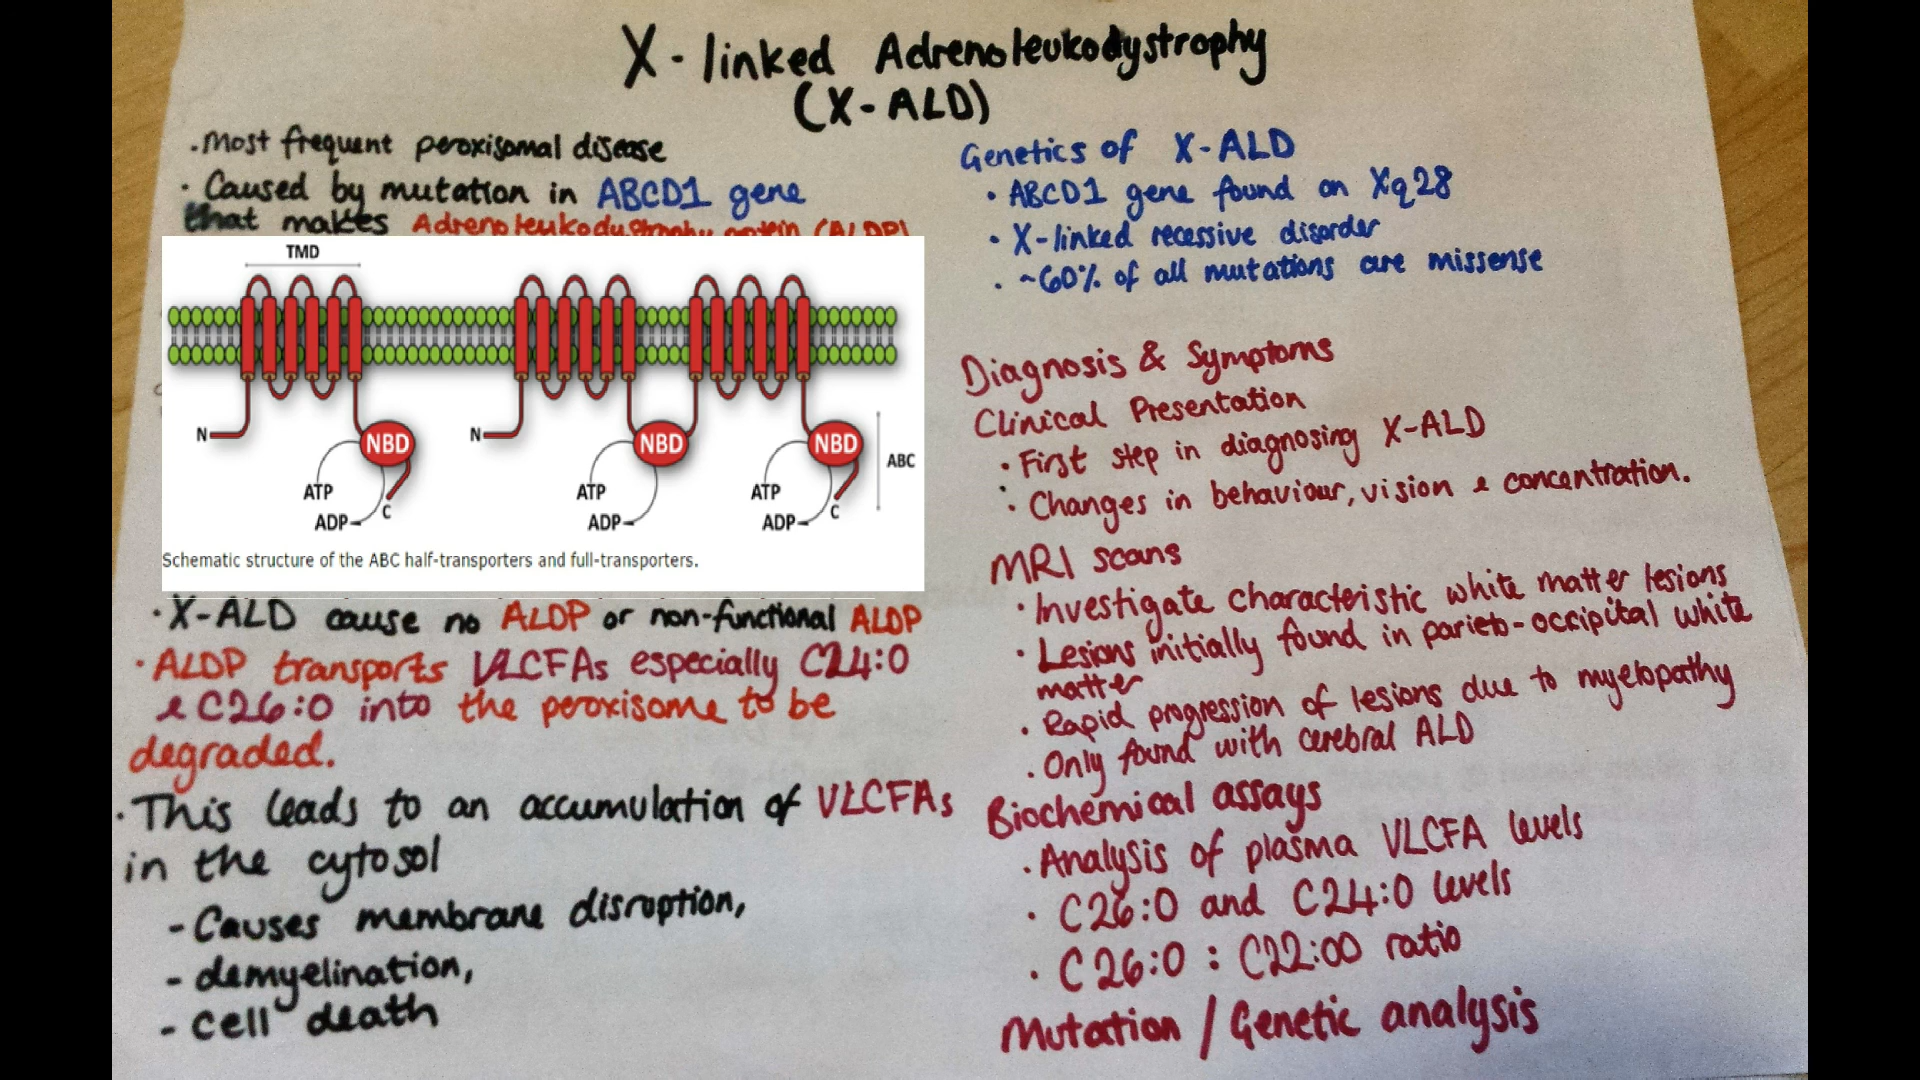 X-linked Adrenoleukodystrophy
(X-ALD)
·Most frequent peroxisomal disease
· Caused by mutation in ABCD1 gene
that makes Adrenoleukodystrophy protein (ALDP)
TMD
N
NBD
ATP
ADP
C
N
NBD
ATP
ADP
NBD
ATP
ADP
C
ABC
Schematic structure of the ABC half-transporters and full-transporters.
· X-ALD cause no ALDP or non-functional ALDP
· ALDP transports VLCFAs especially C24:0
& C26:0 into the peroxisome to be
degraded.
· This leads to an accumulation of VLCFAs
in the cytosol
- Causes membrane disruption,
- demyelination,
- cell death
Genetics of X-ALD
· ABCD1 gene found on Xq28
· X-linked recessive disorder
· ~60% of all mutations are missense
Diagnosis & Symptoms
Clinical Presentation
· First step in diagnosing X-ALD
· Changes in behaviour, vision & concentration.
MRI scans
· Investigate characteristic white matter lesions
· Lesions initially found in parieto-occipital white
matter
· Rapid progression of lesions due to myelopathy
· Only found with cerebral ALD
Biochemical assays
· Analysis of plasma VLCFA levels
· C26:0 and C24:0 levels
· C26:0 : C22:00 ratio
Mutation / Genetic analysis